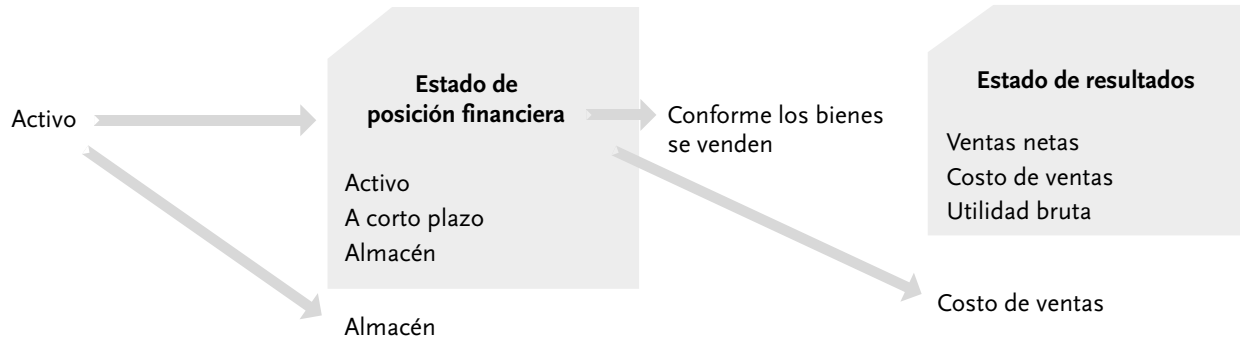 Activo
Estado de
posición financiera
Activo
A corto plazo
Almacén
Almacén
Conforme los bienes
se venden
Estado de resultados
Ventas netas
Costo de ventas
Utilidad bruta
Costo de ventas